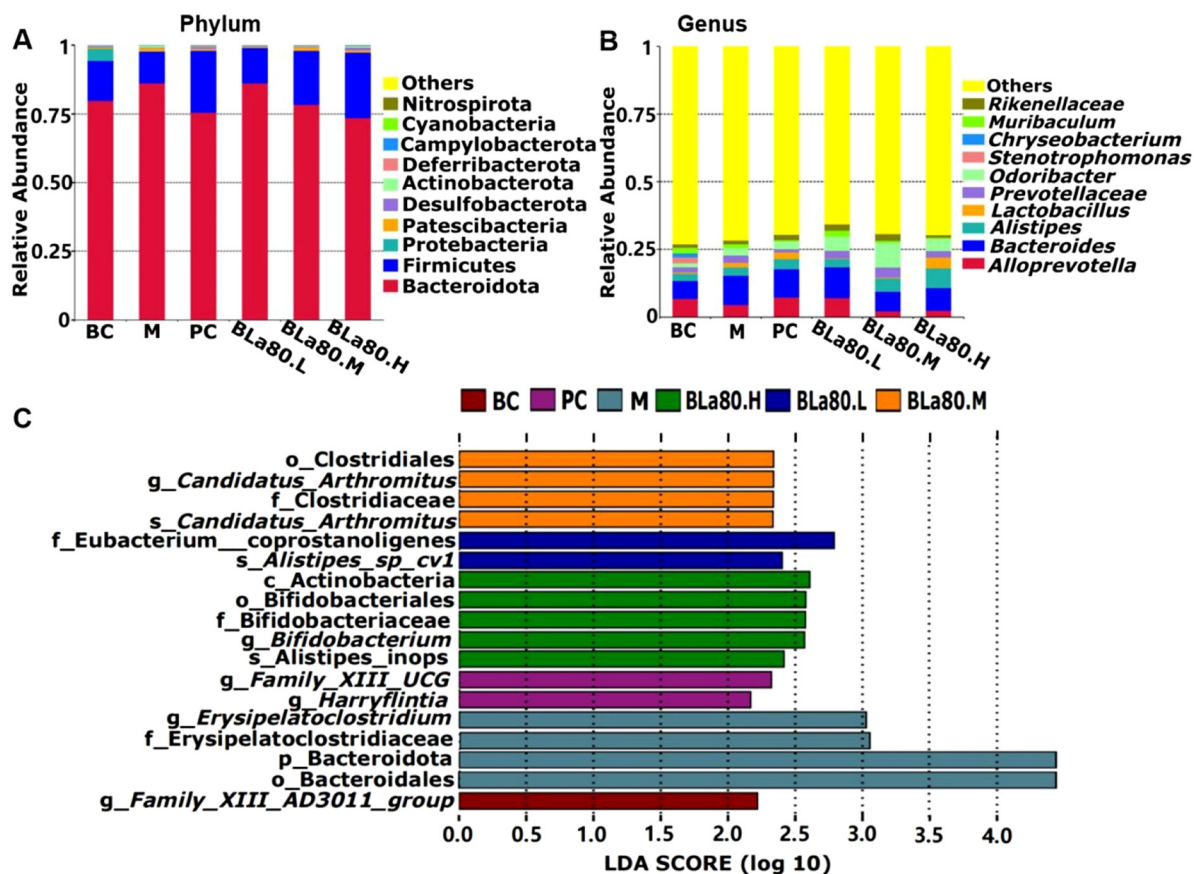 A
Phylum
Relative Abundance
1
0.75
0.50
0.25
0
BC
M
PC
BLa80.L
BLa80.M
BLa80.H
Others
Nitrospirota
Cyanobacteria
Campylobacterota
Deferribacterota
Actinobacterota
Desulfobacterota
Patescibacteria
Protebacteria
Firmicutes
Bacteroidota
B
Genus
Relative Abundance
1
0.75
0.5
0.25
0
BC
M
PC
BLa80.L
BLa80.M
BLa80.H
Others
Rikenellaceae
Muribaculum
Chryseobacterium
Stenotrophomonas
Odoribacter
Prevotellaceae
Lactobacillus
Alistipes
Bacteroides
Alloprevotella
C
BC PC M BLa80.H BLa80.L BLa80.M
o_Clostridiales
g_Candidatus_Arthromitus
f_Clostridiaceae
s_Candidatus_Arthromitus
f_Eubacterium__coprostanoligenes
s_Alistipes_sp_cv1
c_Actinobacteria
o_Bifidobacteriales
f_Bifidobacteriaceae
g_Bifidobacterium
s_Alistipes_inops
g_Family_XIII_UCG
g_Harryflintia
g_Erysipelatoclostridium
f_Erysipelatoclostridiaceae
p_Bacteroidota
o_Bacteroidales
g_Family_XIII_AD3011_group
0.0 0.5 1.0 1.5 2.0 2.5 3.0 3.5 4.0
LDA SCORE (log 10)